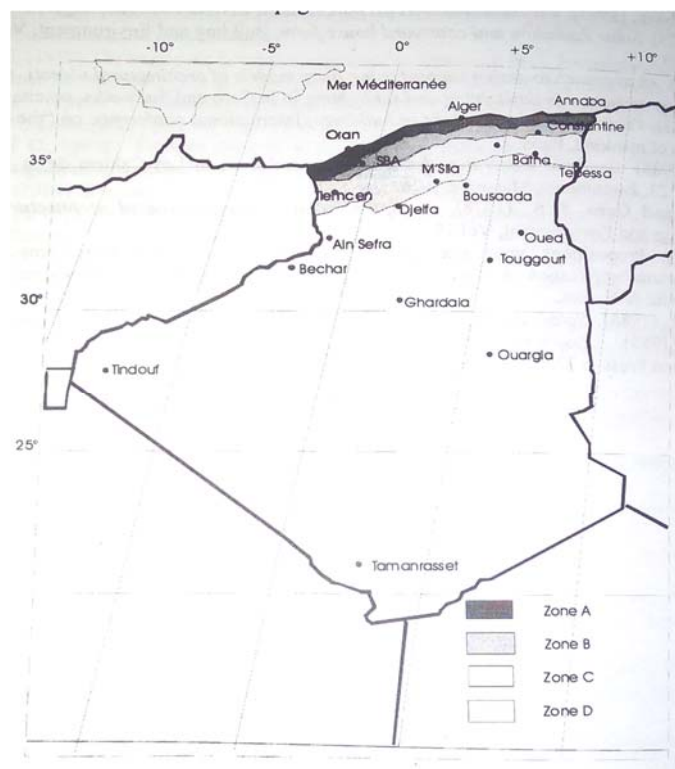 -10°
-5°
0°
+5°
+10°
Mer Méditerranée
Alger
Annaba
Oran
Constantine
35°
SBA
M'Sila
Batna
Tebessa
Tlemcen
Bousaada
Djelfa
Ain Sefra
Oued
Bechar
Touggourt
30°
Ghardaia
Ouargla
Tindouf
25°
Tamanrasset
Zone A
Zone B
Zone C
Zone D